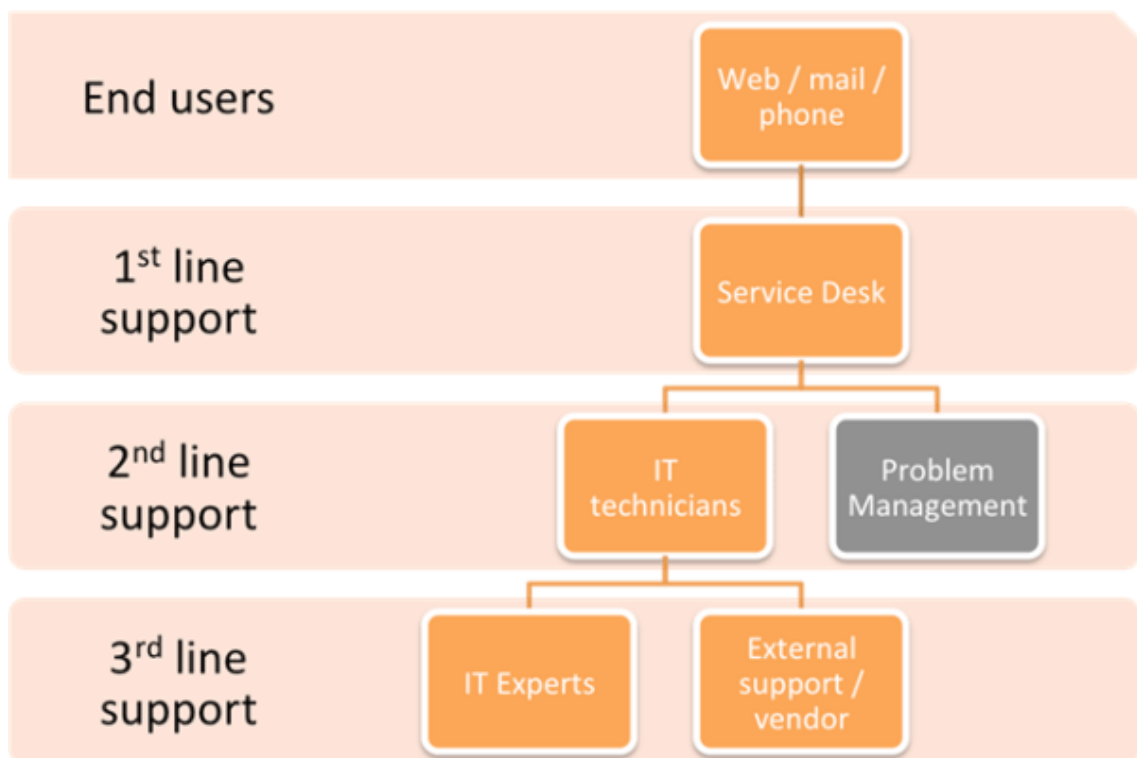 End users
Web / mail /
phone
1st line
support
Service Desk
2nd line
support
IT
technicians
Problem
Management
3rd line
support
IT Experts
External
support /
vendor